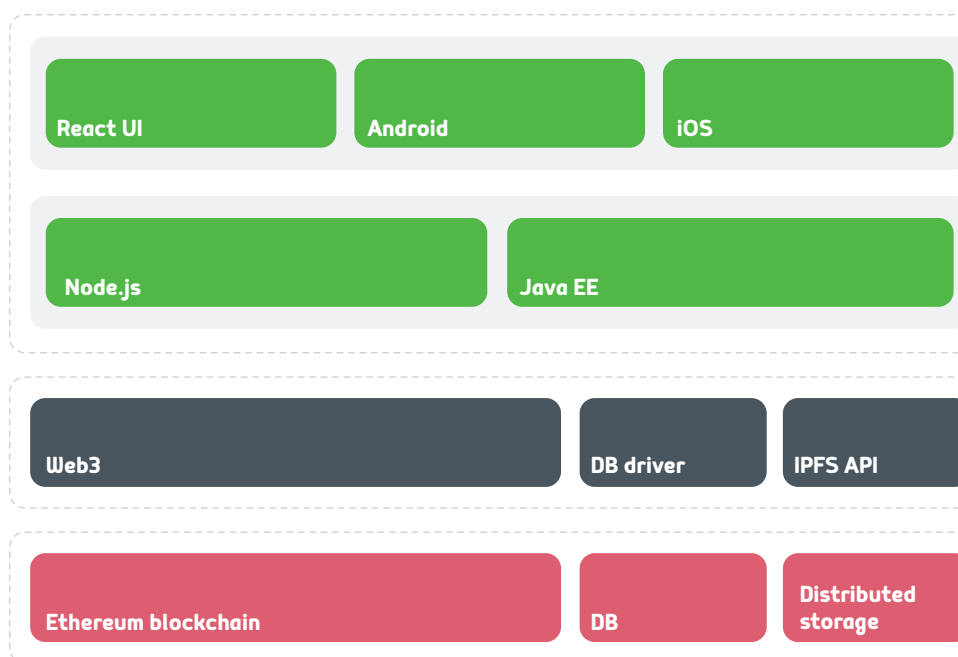 React UI
Android
iOS
Node.js
Java EE
Web3
DB driver
IPFS API
Ethereum blockchain
DB
Distributed
storage